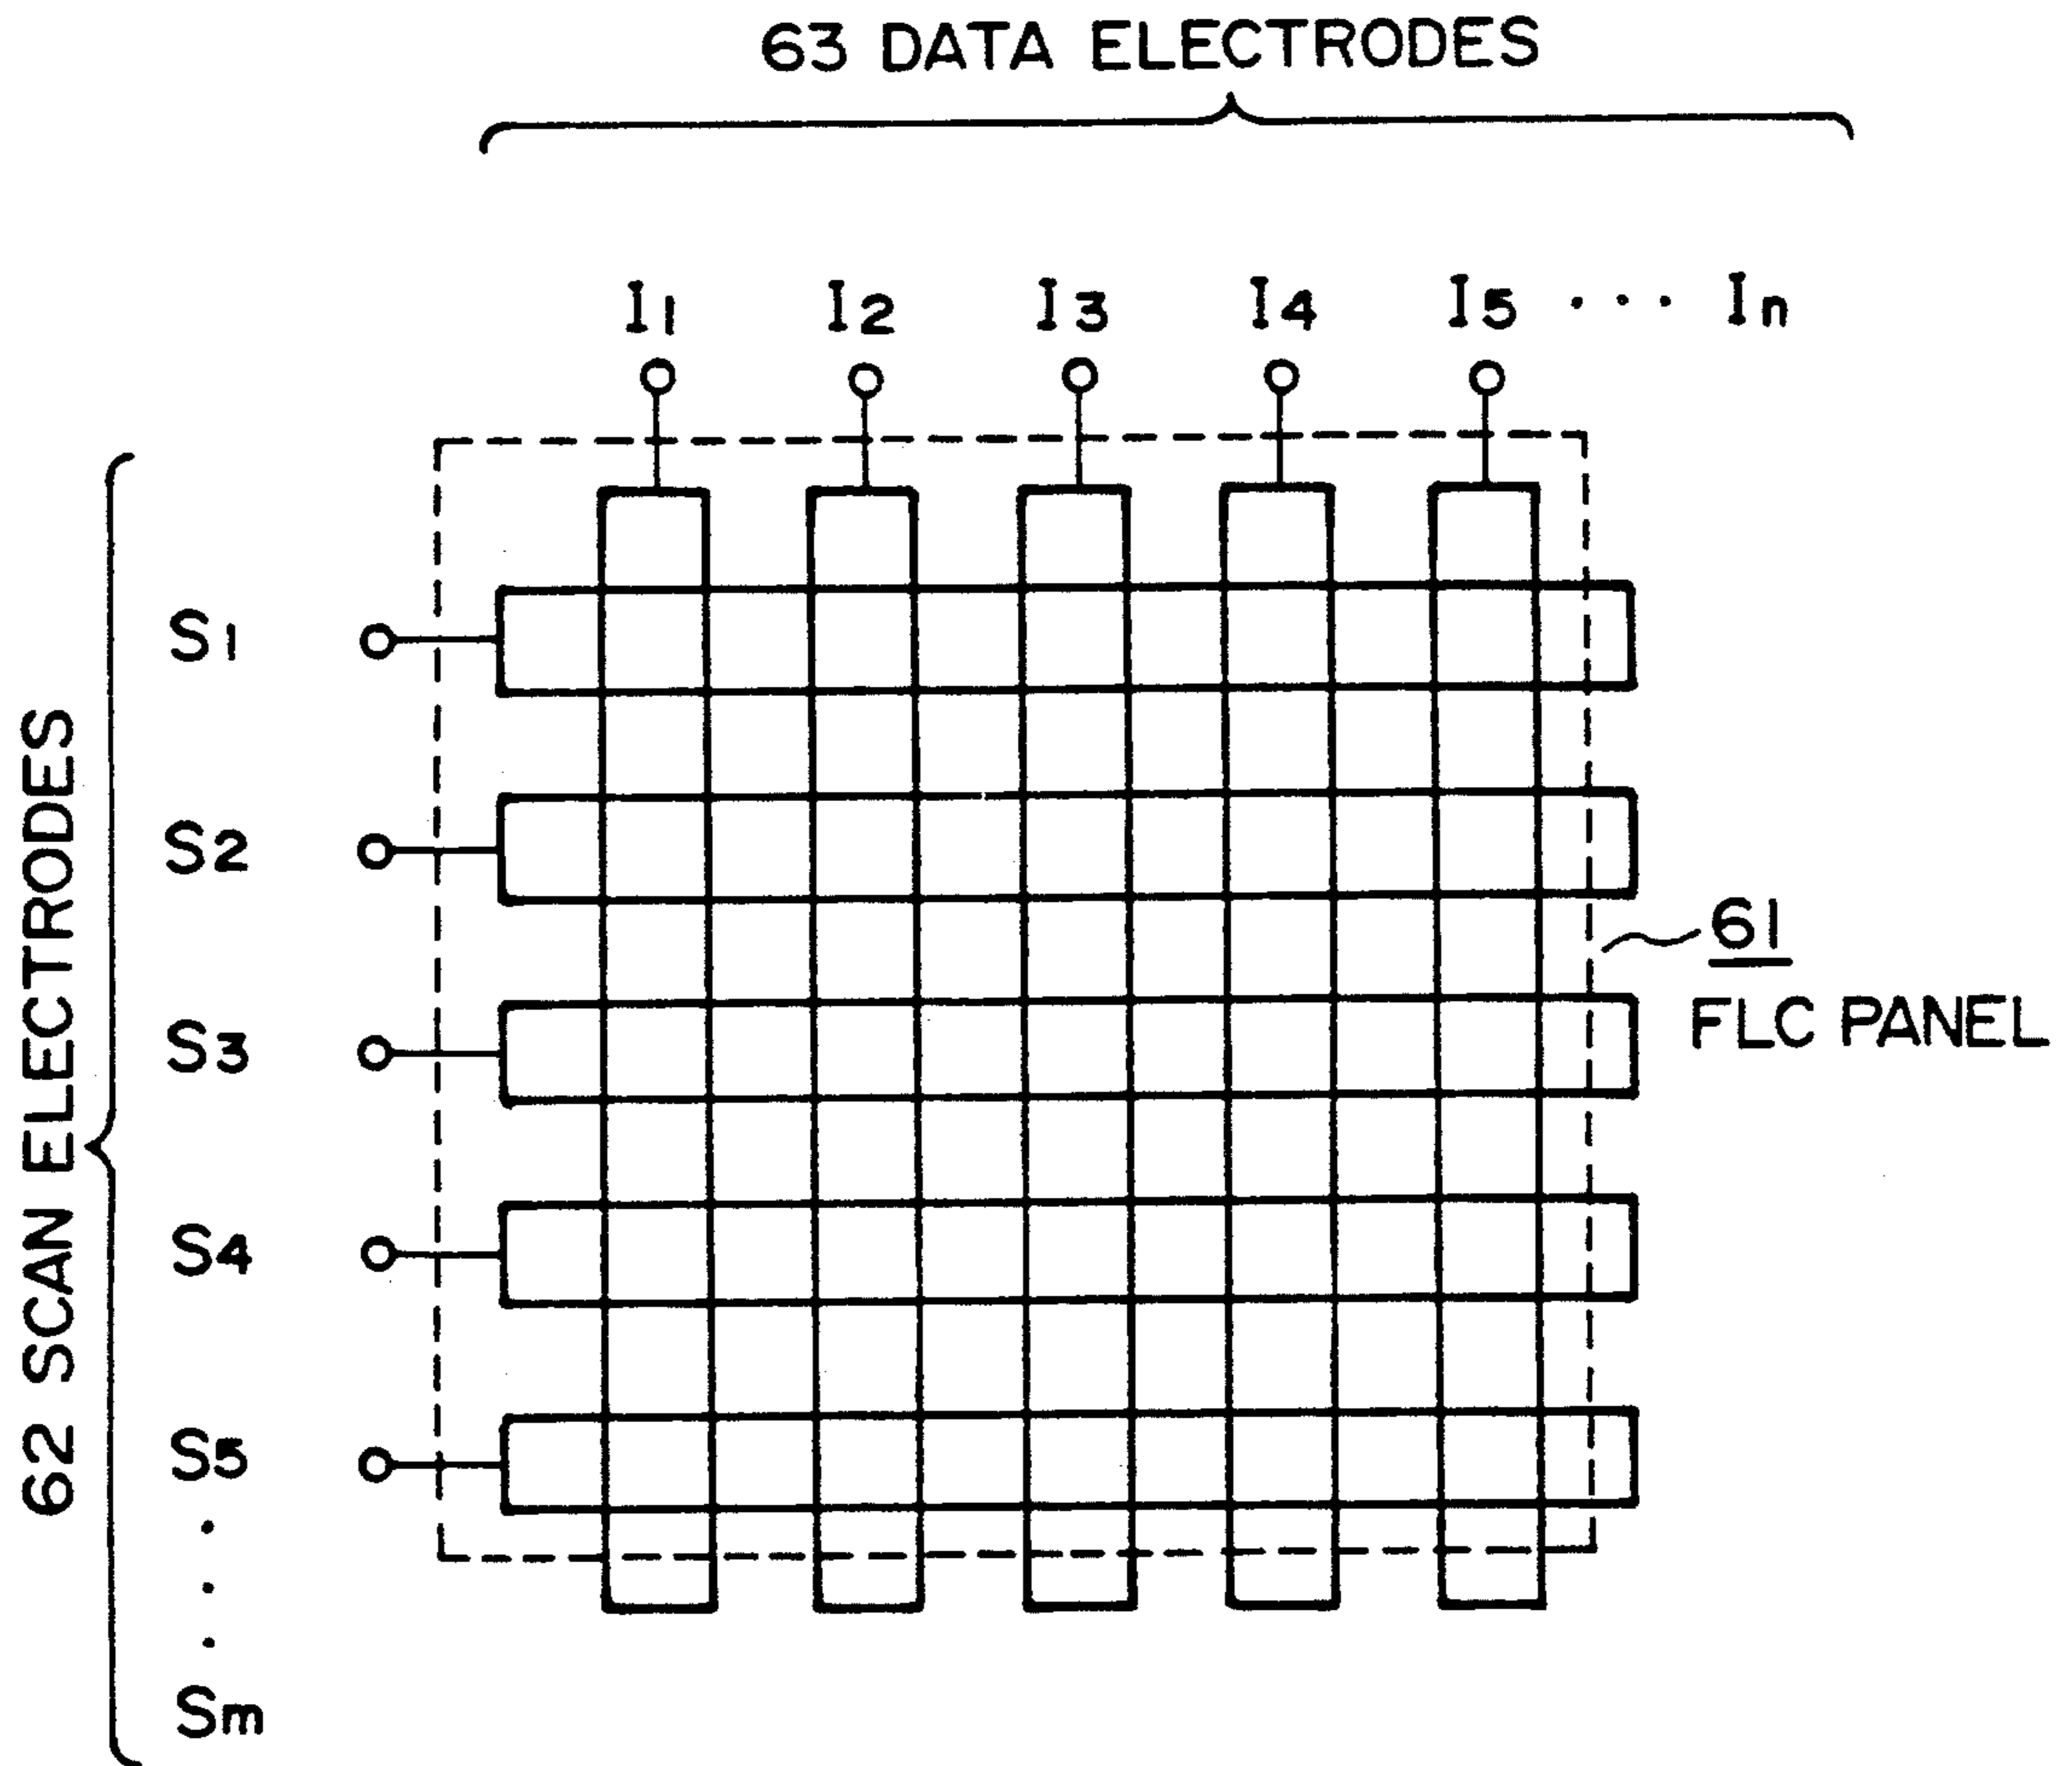 63 DATA ELECTRODES
I1 I2 I3 I4 I5 ··· In
62 SCAN ELECTRODES
S1
S2
S3
S4
S5
.
.
.
Sm
61
FLC PANEL